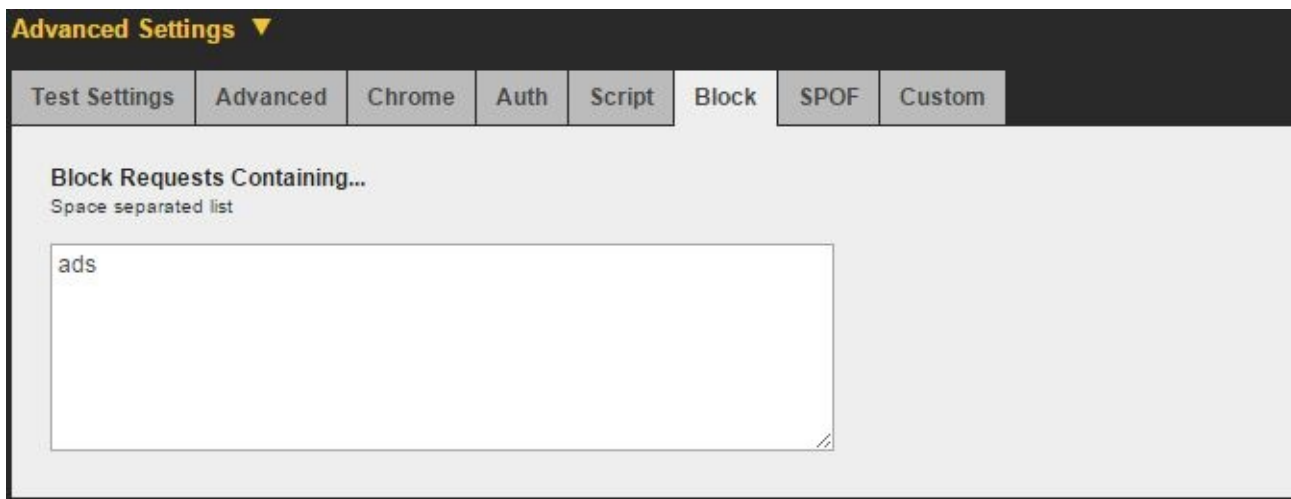 Advanced Settings ▼
Test Settings Advanced Chrome Auth Script Block SPOF Custom
Block Requests Containing...
Space separated list
ads